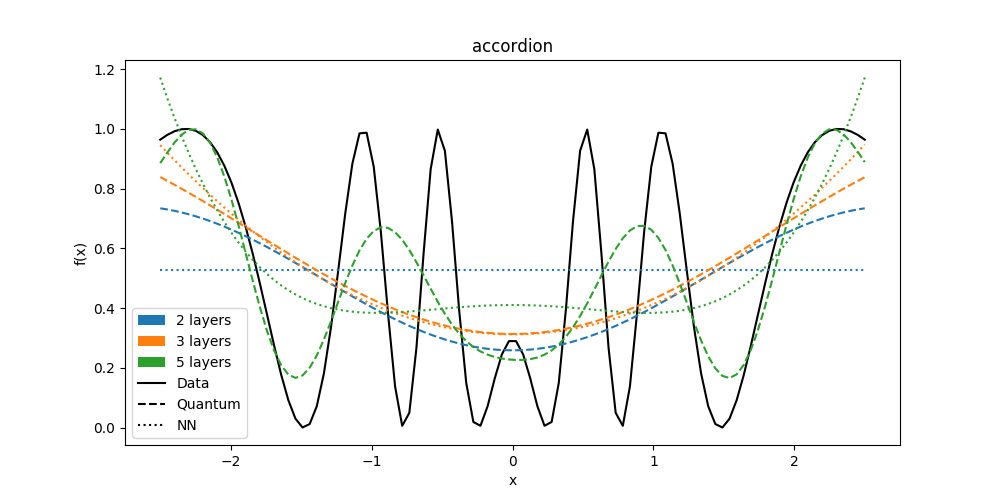 accordion
1.2
1.0
0.8
0.6
0.4
0.2
0.0
f(x)
2 layers
3 layers
5 layers
Data
Quantum
NN
−2
−1
0
1
2
x